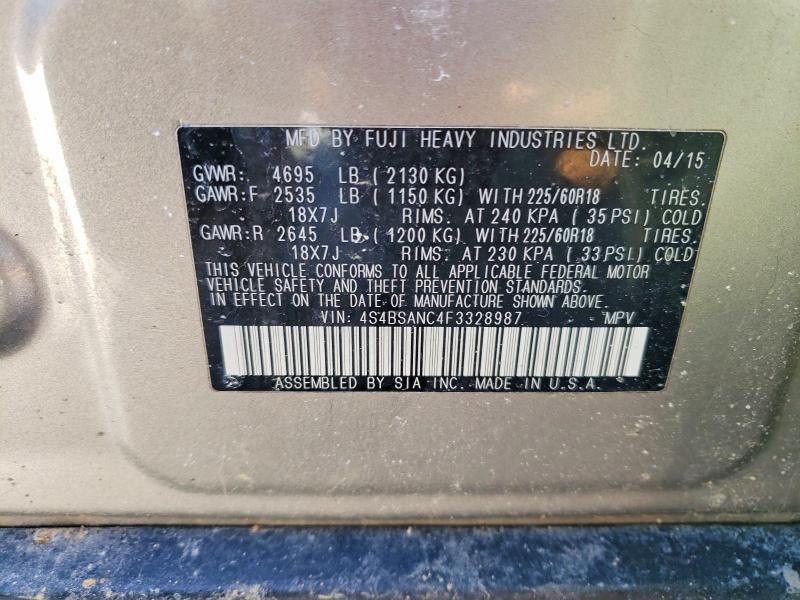 MFD BY FUJI HEAVY INDUSTRIES LTD.
DATE: 04/15
GVWR: 4695 LB ( 2130 KG)
GAWR:F 2535 LB ( 1150 KG) WITH 225/60R18 TIRES.
18X7J RIMS. AT 240 KPA ( 35 PSI) COLD
GAWR:R 2645 LB ( 1200 KG) WITH 225/60R18 TIRES.
18X7J RIMS. AT 230 KPA ( 33 PSI) COLD
THIS VEHICLE CONFORMS TO ALL APPLICABLE FEDERAL MOTOR
VEHICLE SAFETY AND THEFT PREVENTION STANDARDS.
IN EFFECT ON THE DATE OF MANUFACTURE SHOWN ABOVE.
VIN: 4S4BSANC4F3328987 MPV
ASSEMBLED BY SIA INC. MADE IN U.S.A.